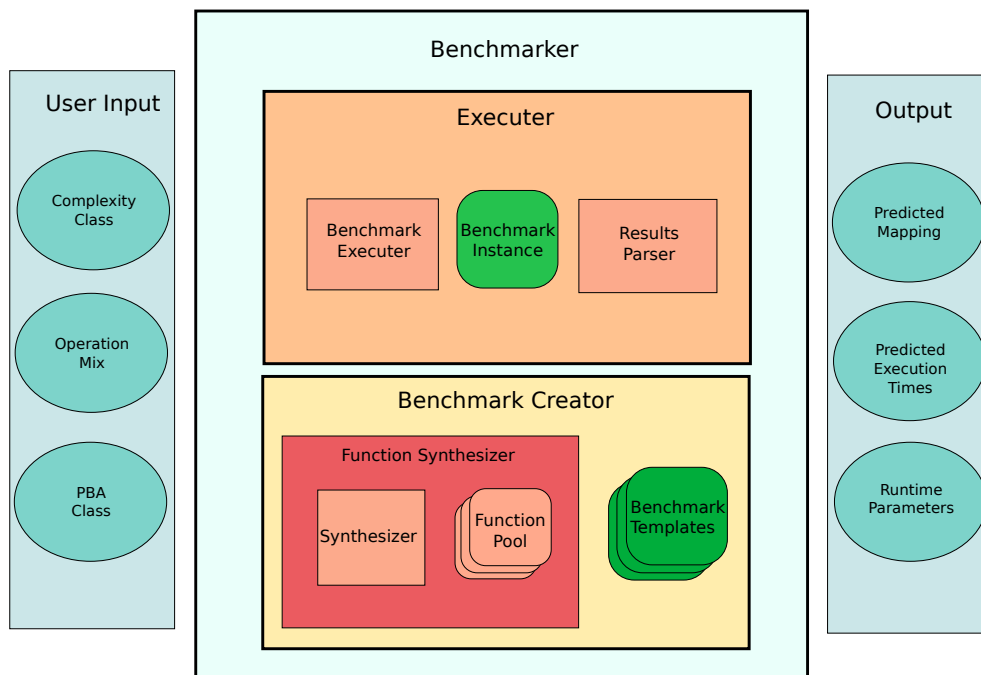 User Input
Complexity
Class
Operation
Mix
PBA
Class
Benchmarker
Executer
Benchmark
Executer
Benchmark
Instance
Results
Parser
Benchmark Creator
Function Synthesizer
Synthesizer
Function
Pool
Benchmark
Templates
Output
Predicted
Mapping
Predicted
Execution
Times
Runtime
Parameters